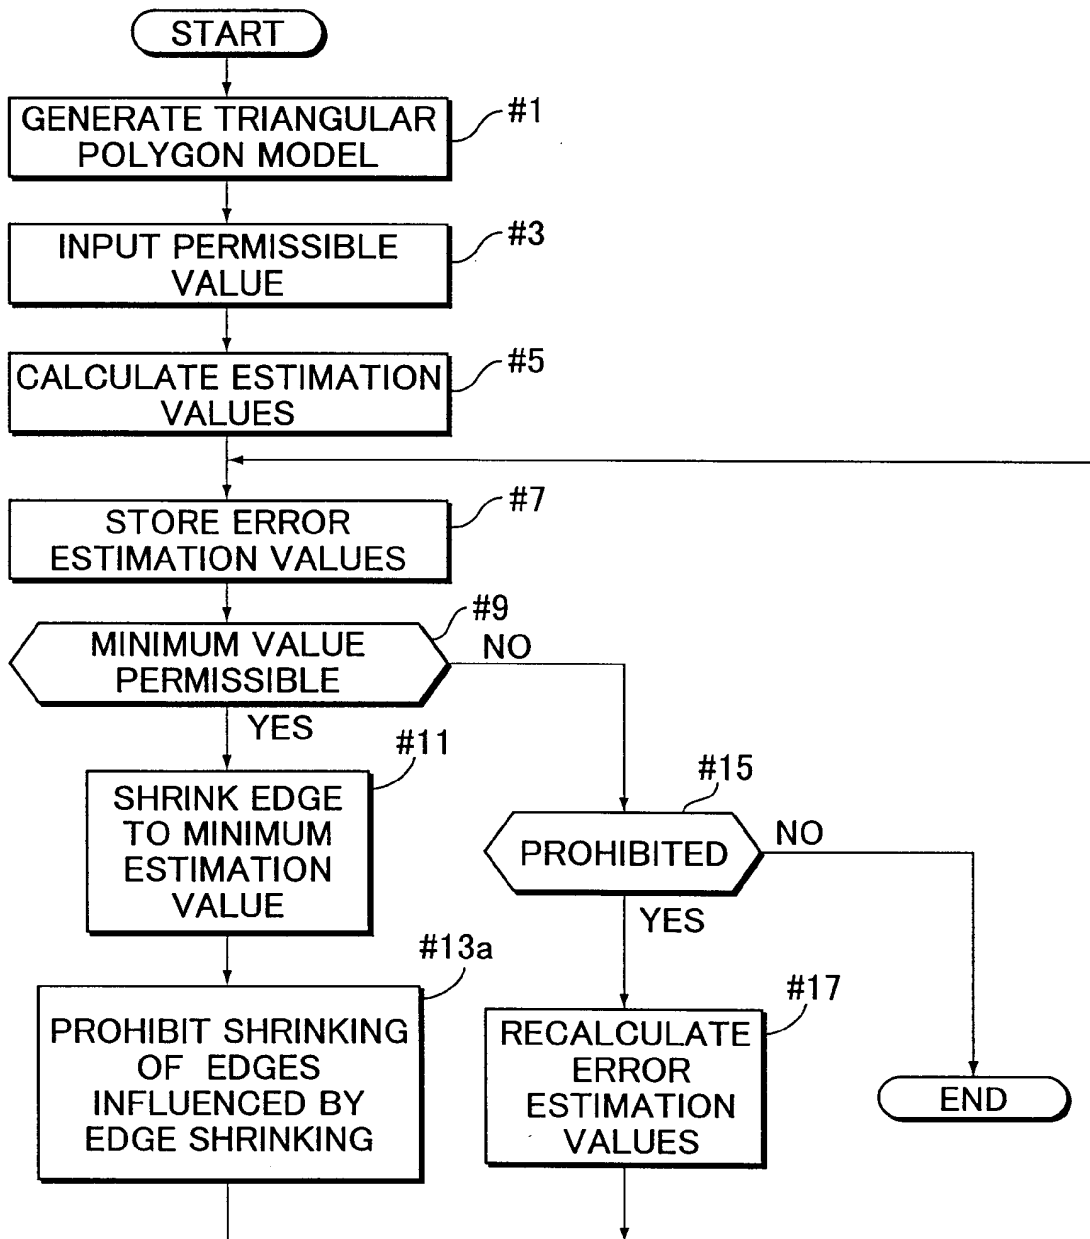 START
GENERATE TRIANGULAR
POLYGON MODEL
#1
INPUT PERMISSIBLE
VALUE
#3
CALCULATE ESTIMATION
VALUES
#5
STORE ERROR
ESTIMATION VALUES
#7
MINIMUM VALUE
PERMISSIBLE
#9
NO
YES
SHRINK EDGE
TO MINIMUM
ESTIMATION
VALUE
#11
PROHIBITED
#15
NO
YES
PROHIBIT SHRINKING
OF EDGES
INFLUENCED BY
EDGE SHRINKING
#13a
RECALCULATE
ERROR
ESTIMATION
VALUES
#17
END